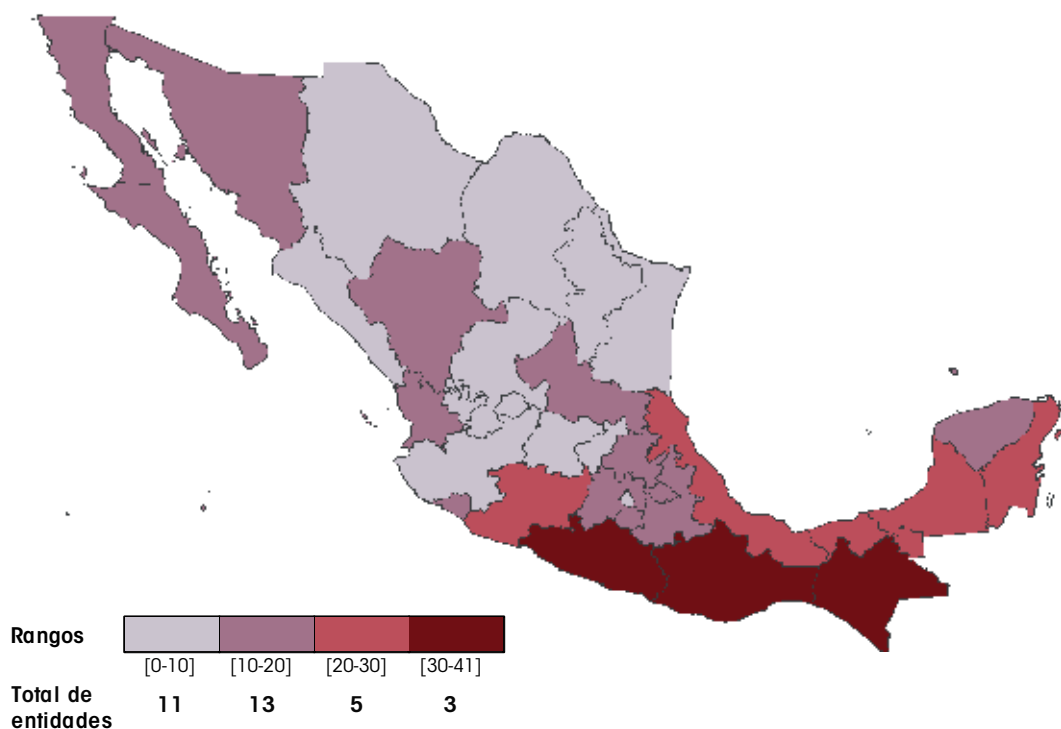 Rangos
[0-10] [10-20] [20-30] [30-41]
Total de
entidades
11 13 5 3